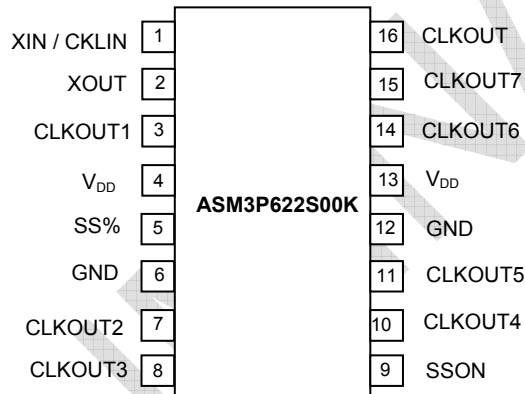 XIN / CKLIN 1 16 CLKOUT
XOUT 2 15 CLKOUT7
CLKOUT1 3 14 CLKOUT6
VDD 4 13 VDD
ASM3P622S00K
SS% 5 12 GND
GND 6 11 CLKOUT5
CLKOUT2 7 10 CLKOUT4
CLKOUT3 8 9 SSON